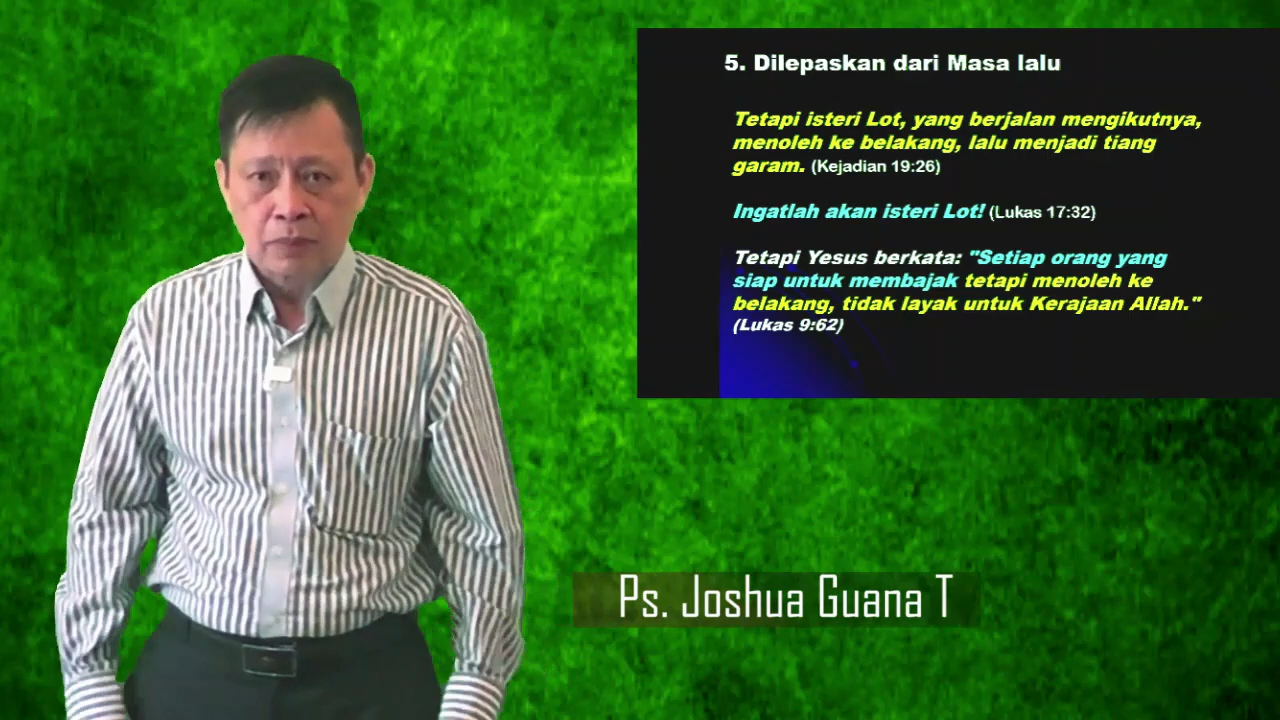 5. Dilepaskan dari Masa lalu
Tetapi isteri Lot, yang berjalan mengikutnya,
menoleh ke belakang, lalu menjadi tiang
garam. (Kejadian 19:26)
Ingatlah akan isteri Lot! (Lukas 17:32)
Tetapi Yesus berkata: "Setiap orang yang
siap untuk membajak tetapi menoleh ke
belakang, tidak layak untuk Kerajaan Allah."
(Lukas 9:62)
Ps. Joshua Guana T